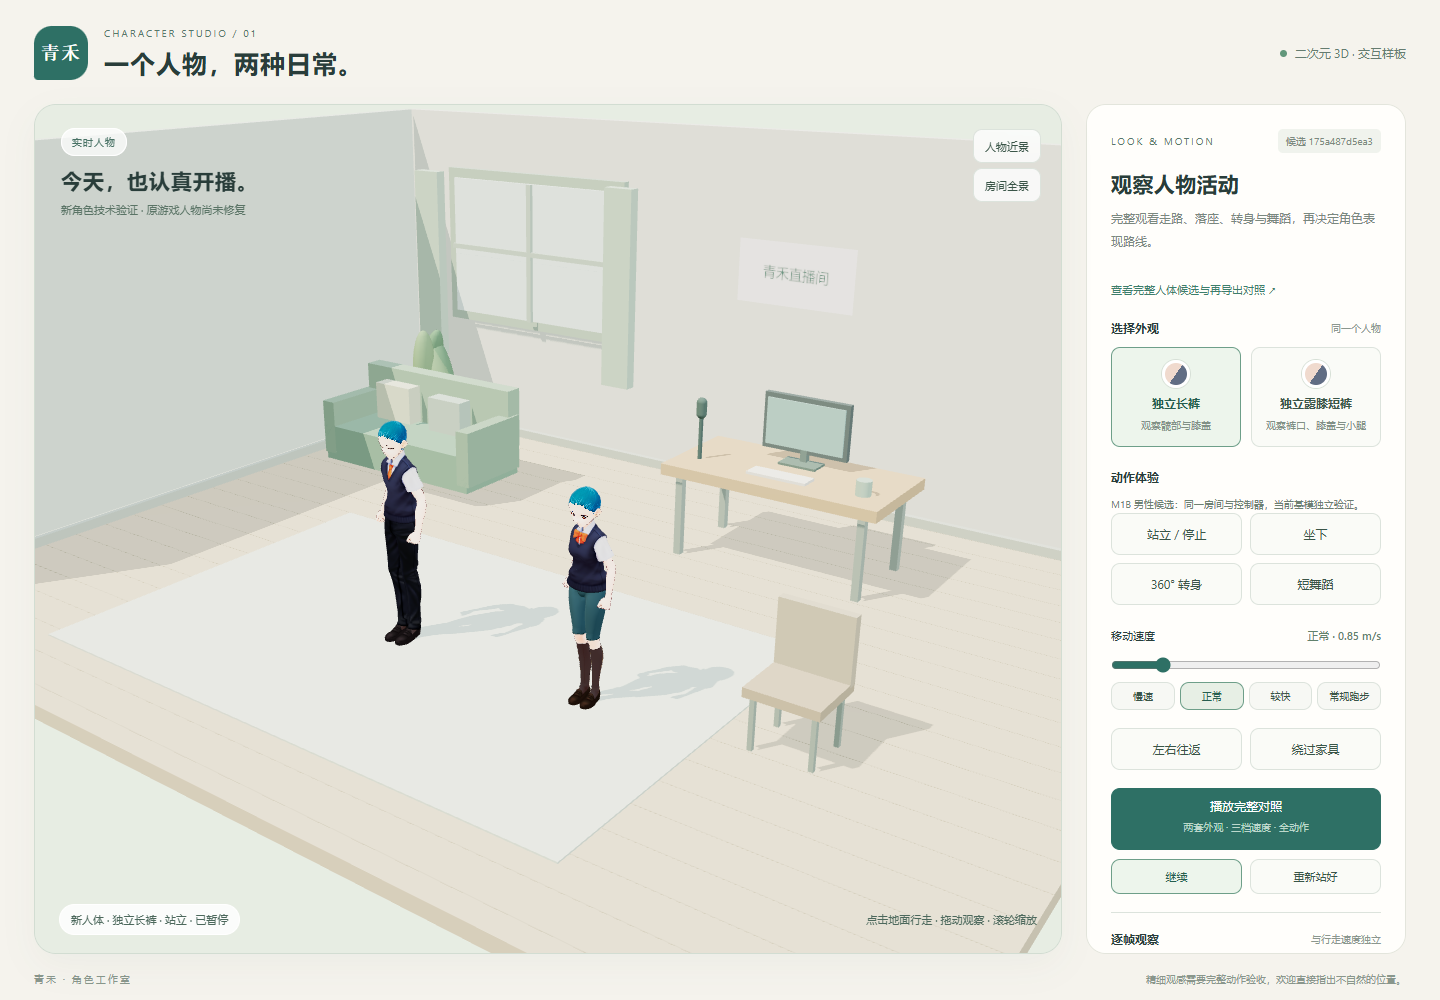 青禾
CHARACTER STUDIO / 01
一个人物，两种日常。
二次元 3D · 交互样板
实时人物
今天，也认真开播。
新角色技术验证 · 原游戏人物尚未修复
人物近景
房间全景
青禾直播间
新人体 · 独立长裤 · 站立 · 已暂停
点击地面行走 · 拖动观察 · 滚轮缩放
LOOK & MOTION
候选 175a487d5ea3
观察人物活动
完整观看走路、落座、转身与舞蹈，再决定角色表
现路线。
查看完整人体候选与再导出对照 ↗
选择外观
同一个人物
独立长裤
观察髋部与膝盖
独立露膝短裤
观察裤口、膝盖与小腿
动作体验
M1B 男性候选：同一房间与控制器，当前基模独立验证。
站立 / 停止
坐下
360° 转身
短舞蹈
移动速度
正常 · 0.85 m/s
慢速
正常
较快
常规跑步
左右往返
绕过家具
播放完整对照
两套外观 · 三档速度 · 全动作
继续
重新站好
逐帧观察
与行走速度独立
青禾 · 角色工作室
精细观感需要完整动作验收，欢迎直接指出不自然的位置。